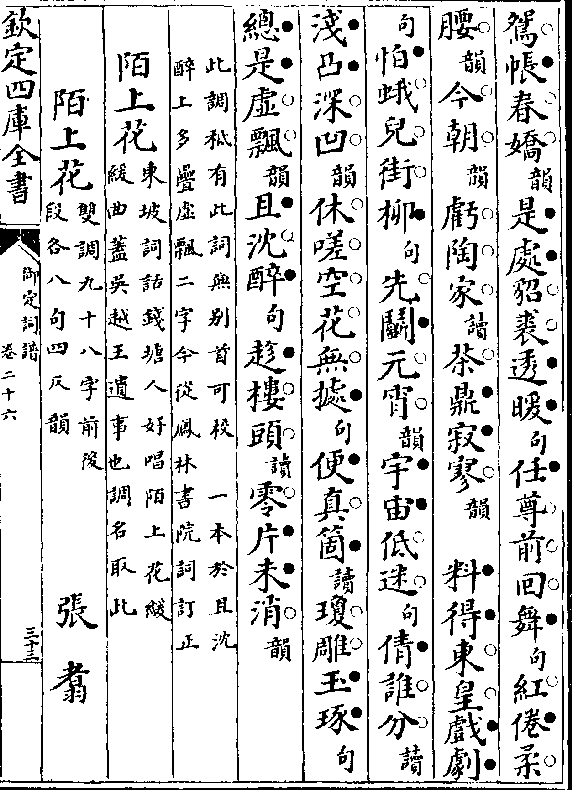 鴛帳春嬌韻是處貂裘透暖句任尊前回舞句紅倦柔
腰韻今朝韻虧陶家讀茶鼎寂寥韻　料得東皇戲劇
句怕蛾兒街柳句先鬬元宵韻宇宙低迷句倩誰分讀
淺凸深凹韻休嗟空花無據句便真箇讀瓊雕玉琢句
總是虛飄韻且沈醉句趁樓頭讀零片未消韻
此調祗有此詞無别首可校　一本於且沈
醉上多疊虛飄二字今從鳳林書院詞訂正
陌上花東坡詞話錢塘人好唱陌上花緩
緩曲蓋吳越王遺事也調名取此
陌上花雙調九十八字前後
段各八句四仄韻　張翥
欽定四庫全書
御定詞譜
卷二十六
三十三